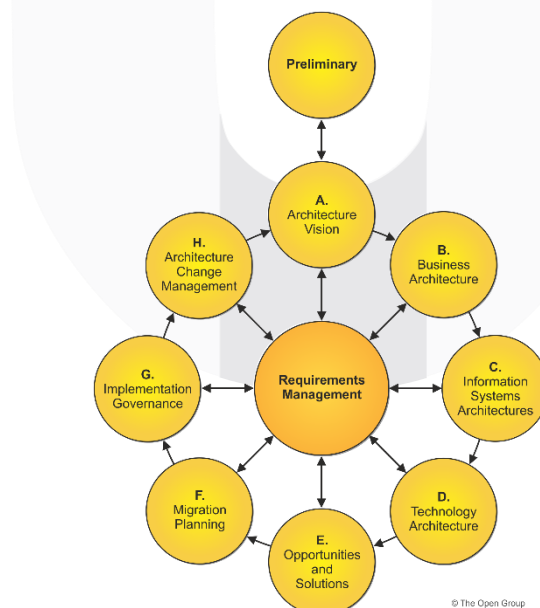 Preliminary
A.
Architecture
Vision
B.
Business
Architecture
C.
Information
Systems
Architectures
D.
Technology
Architecture
E.
Opportunities
and
Solutions
F.
Migration
Planning
G.
Implementation
Governance
H.
Architecture
Change
Management
Requirements
Management
© The Open Group